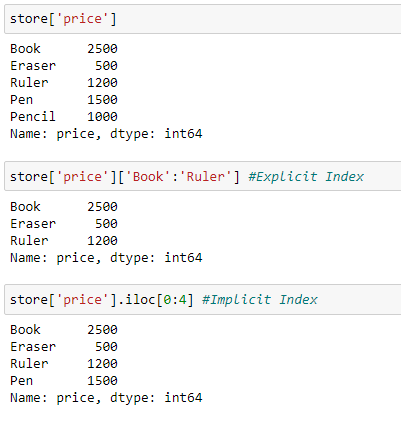 store['price']
Book      2500
Eraser     500
Ruler     1200
Pen       1500
Pencil    1000
Name: price, dtype: int64
store['price']['Book':'Ruler'] #Explicit Index
Book      2500
Eraser     500
Ruler     1200
Name: price, dtype: int64
store['price'].iloc[0:4] #Implicit Index
Book      2500
Eraser     500
Ruler     1200
Pen       1500
Name: price, dtype: int64